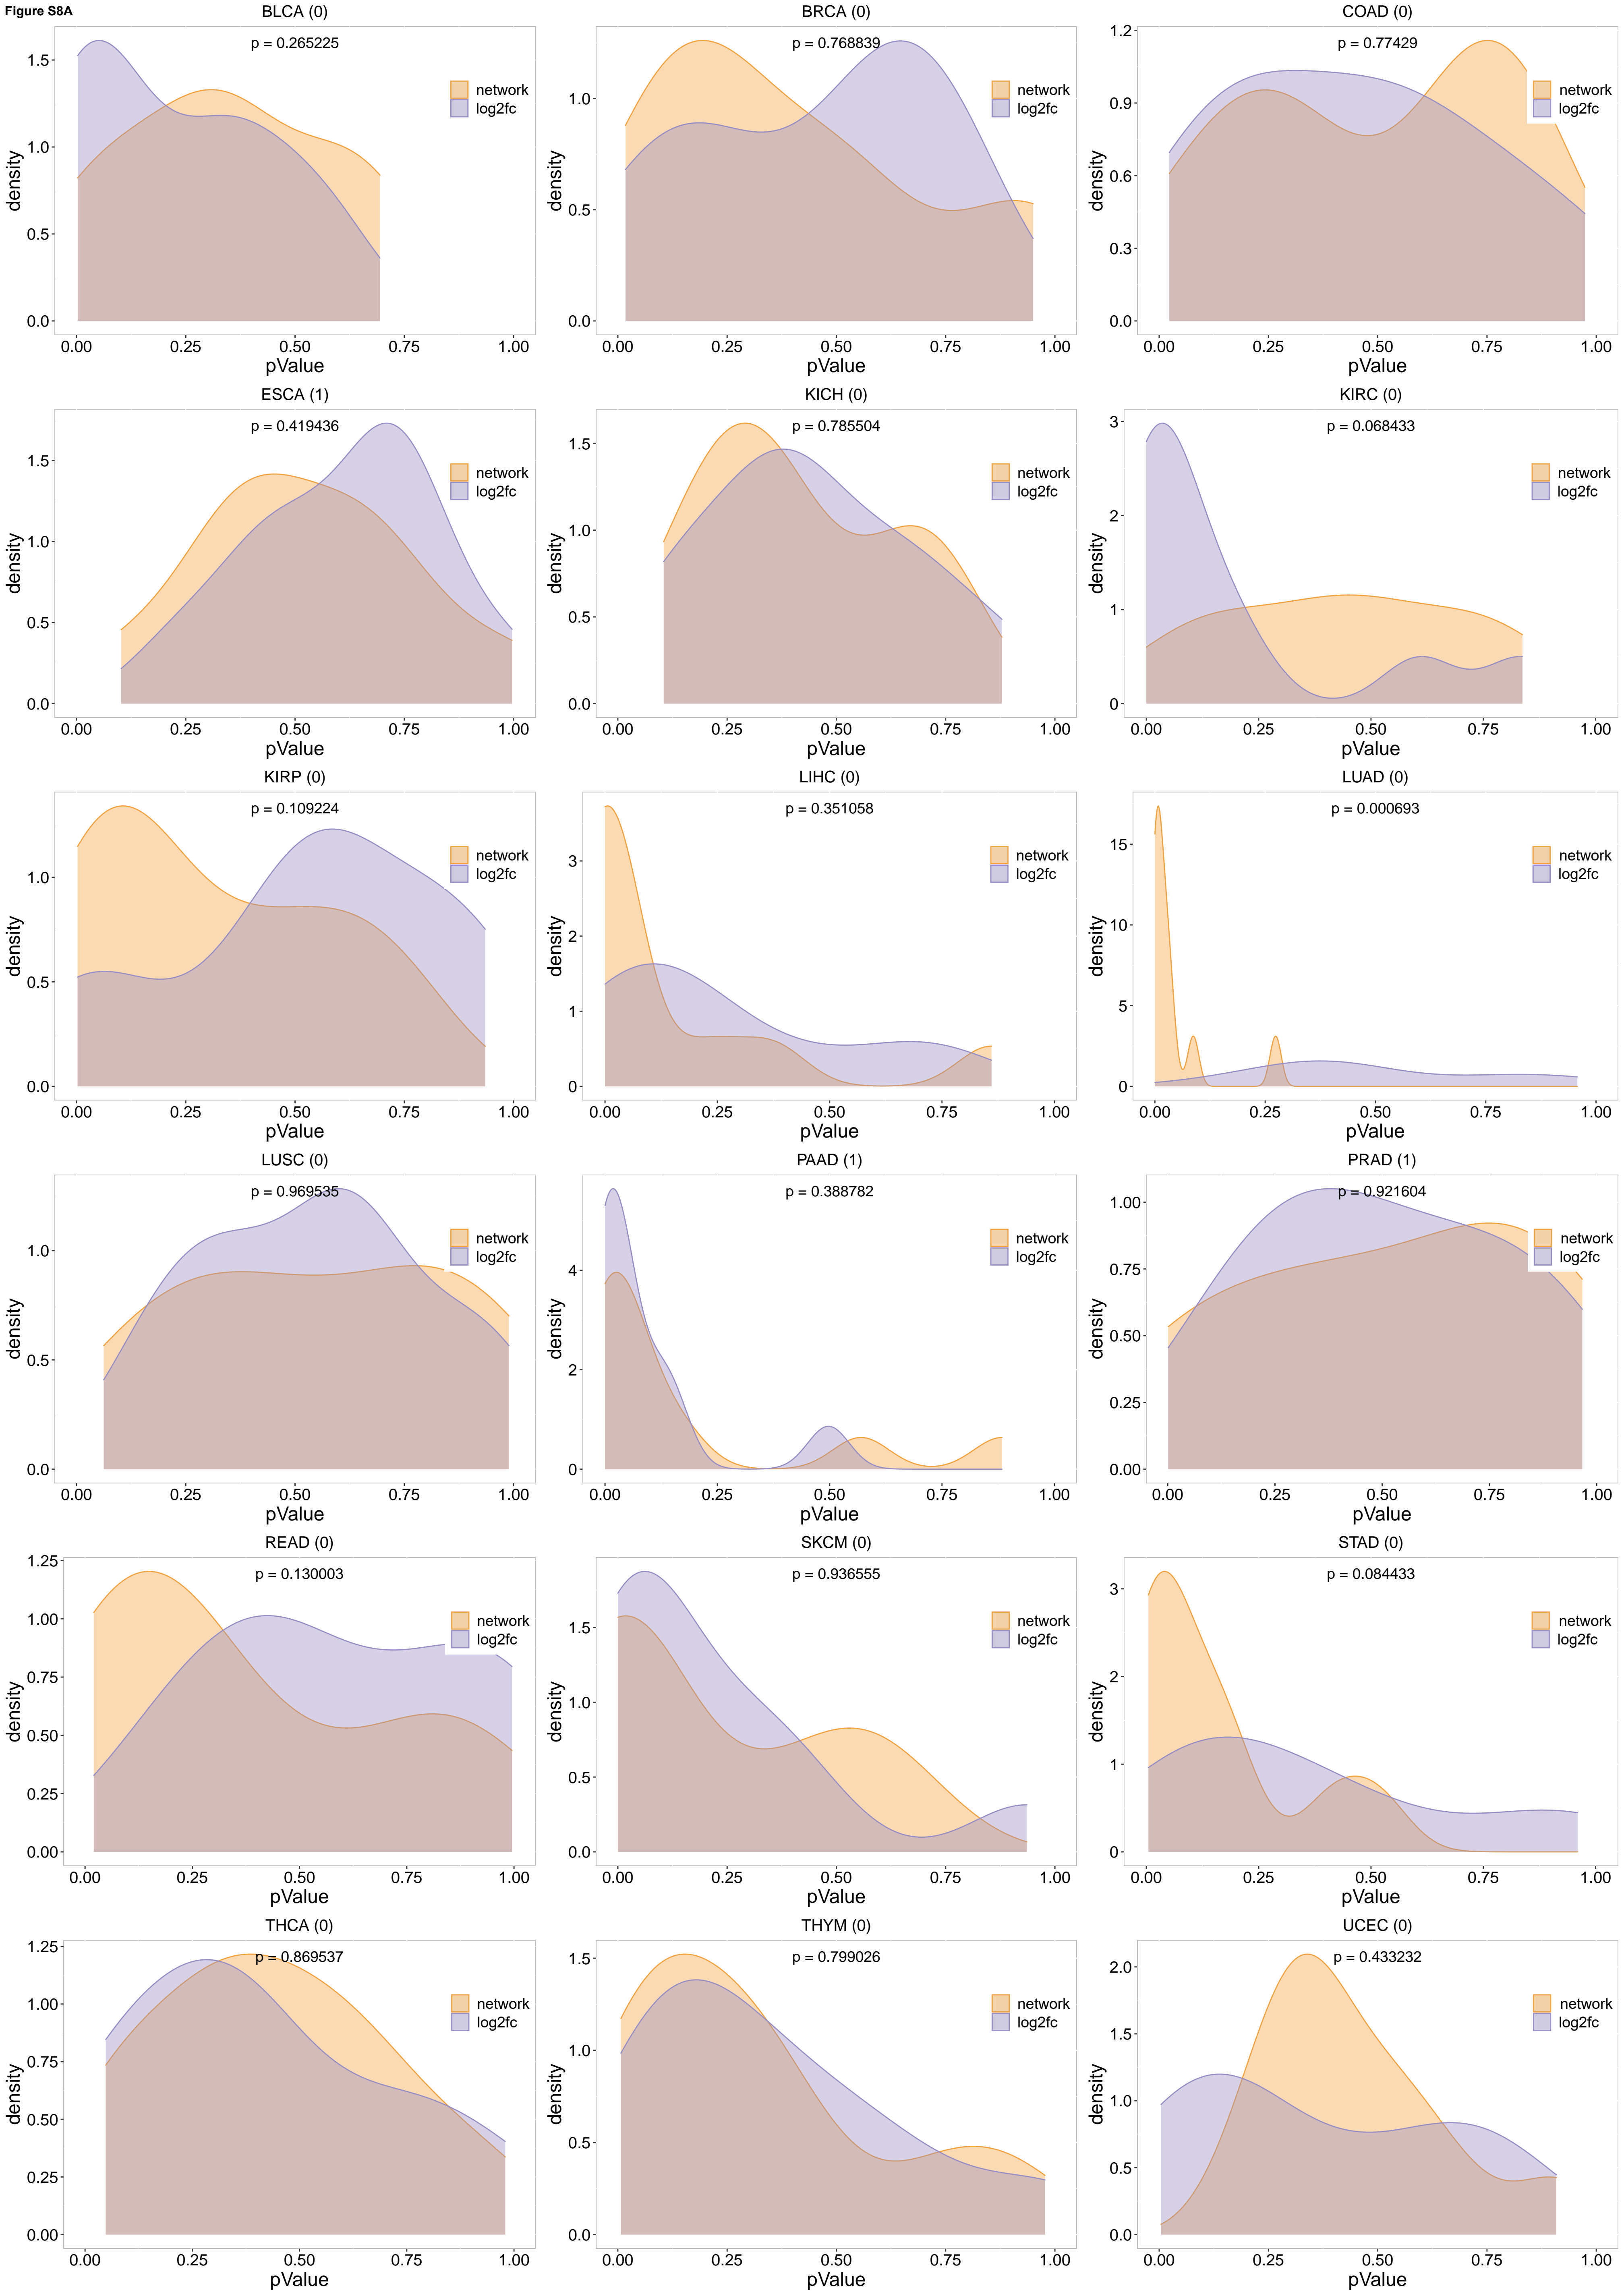 Figure S8A
BLCA (0)
p = 0.265225
network
log2fc
density
1.5
1.0
0.5
0.0
0.00 0.25 0.50 0.75 1.00
pValue
BRCA (0)
p = 0.768839
network
log2fc
density
1.0
0.5
0.0
0.00 0.25 0.50 0.75 1.00
pValue
COAD (0)
p = 0.77429
network
log2fc
density
1.2
0.9
0.6
0.3
0.0
0.00 0.25 0.50 0.75 1.00
pValue
ESCA (1)
p = 0.419436
network
log2fc
density
1.5
1.0
0.5
0.0
0.00 0.25 0.50 0.75 1.00
pValue
KICH (0)
p = 0.785504
network
log2fc
density
1.5
1.0
0.5
0.0
0.00 0.25 0.50 0.75 1.00
pValue
KIRC (0)
p = 0.068433
network
log2fc
density
3
2
1
0
0.00 0.25 0.50 0.75 1.00
pValue
KIRP (0)
p = 0.109224
network
log2fc
density
1.0
0.5
0.0
0.00 0.25 0.50 0.75 1.00
pValue
LIHC (0)
p = 0.351058
network
log2fc
density
3
2
1
0
0.00 0.25 0.50 0.75 1.00
pValue
LUAD (0)
p = 0.000693
network
log2fc
density
15
10
5
0
0.00 0.25 0.50 0.75 1.00
pValue
LUSC (0)
p = 0.969535
network
log2fc
density
1.0
0.5
0.0
0.00 0.25 0.50 0.75 1.00
pValue
PAAD (1)
p = 0.388782
network
log2fc
density
4
2
0
0.00 0.25 0.50 0.75 1.00
pValue
PRAD (1)
p = 0.921604
network
log2fc
density
1.00
0.75
0.50
0.25
0.00
0.00 0.25 0.50 0.75 1.00
pValue
READ (0)
p = 0.130003
network
log2fc
density
1.25
1.00
0.75
0.50
0.25
0.00
0.00 0.25 0.50 0.75 1.00
pValue
SKCM (0)
p = 0.936555
network
log2fc
density
1.5
1.0
0.5
0.0
0.00 0.25 0.50 0.75 1.00
pValue
STAD (0)
p = 0.084433
network
log2fc
density
3
2
1
0
0.00 0.25 0.50 0.75 1.00
pValue
THCA (0)
p = 0.869537
network
log2fc
density
1.25
1.00
0.75
0.50
0.25
0.00
0.00 0.25 0.50 0.75 1.00
pValue
THYM (0)
p = 0.799026
network
log2fc
density
1.5
1.0
0.5
0.0
0.00 0.25 0.50 0.75 1.00
pValue
UCEC (0)
p = 0.433232
network
log2fc
density
2.0
1.5
1.0
0.5
0.0
0.00 0.25 0.50 0.75 1.00
pValue